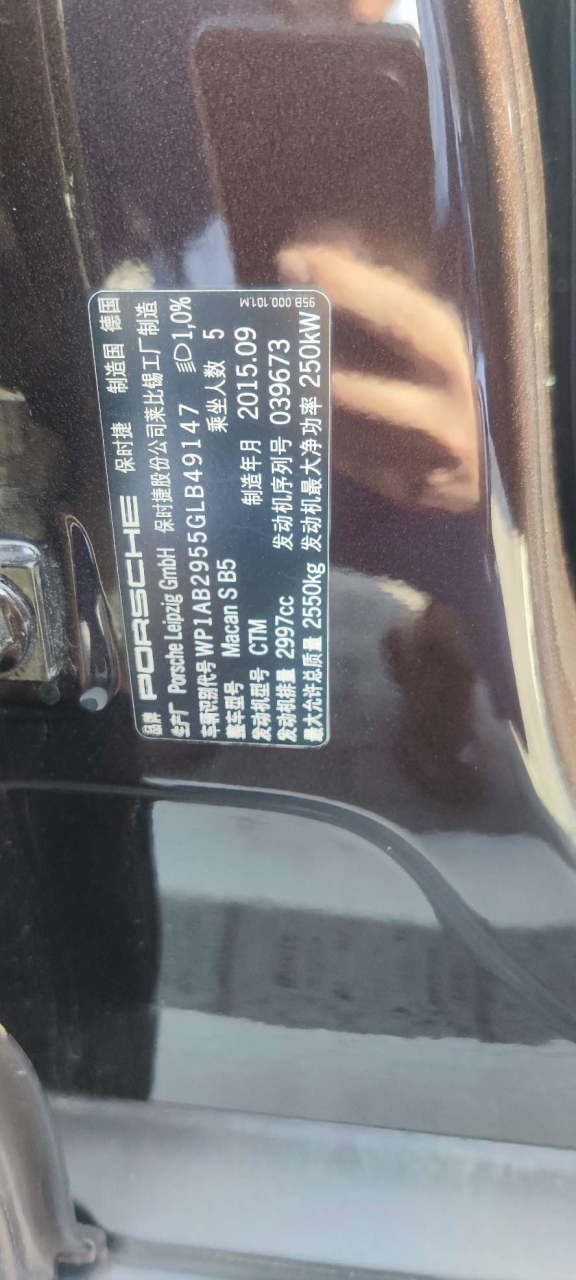 品牌 PORSCHE 保时捷 制造国 德国
生产厂 Porsche Leipzig GmbH 保时捷股份公司莱比锡工厂制造
车辆识别代号 WP1AB2955GLB49147 1,0%
整车型号 Macan S B5 乘坐人数 5
发动机型号 CTM 制造年月 2015.09
发动机排量 2997cc 发动机序列号 039673
最大允许总质量 2550kg 发动机最大净功率 250kW
95B.000.101.M